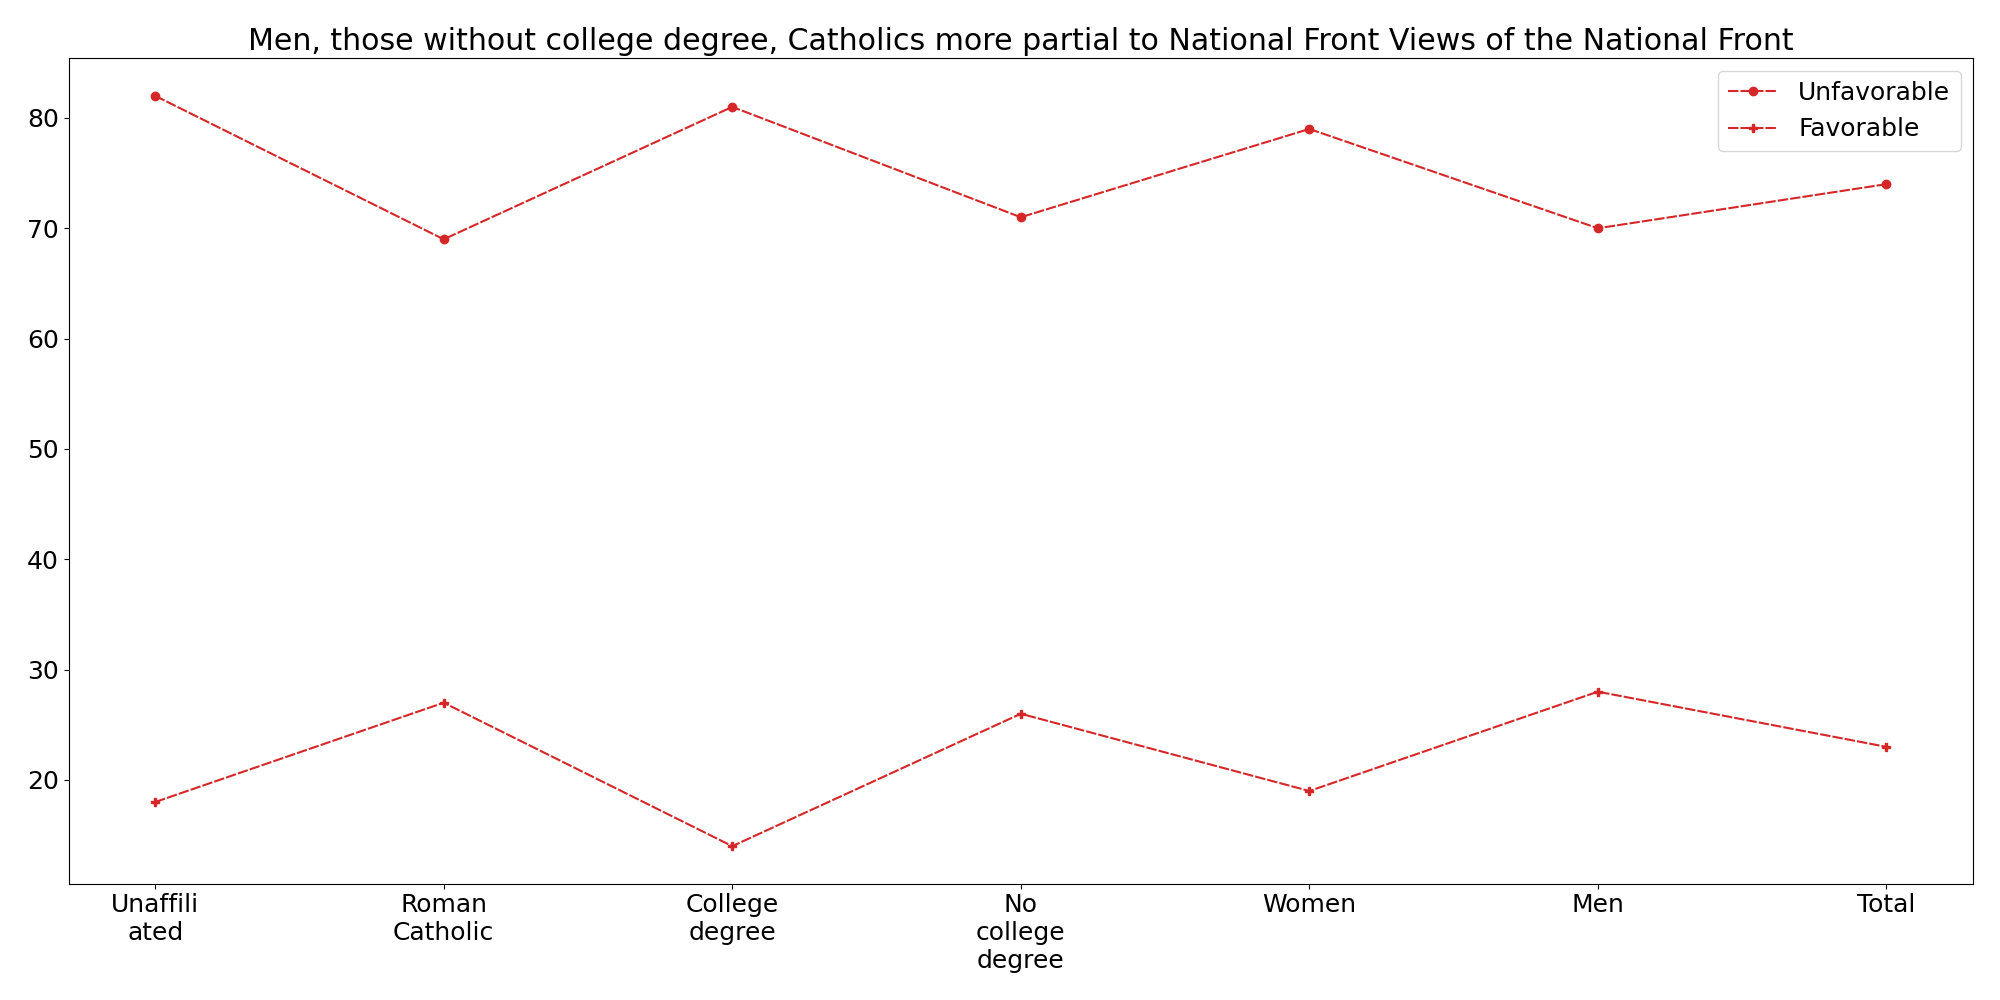 Men, those without college degree, Catholics more partial to National Front Views of the National Front
Unfavorable
Favorable
80
70
60
50
40
30
20
Unaffili
ated
Roman
Catholic
College
degree
No
college
degree
Women
Men
Total